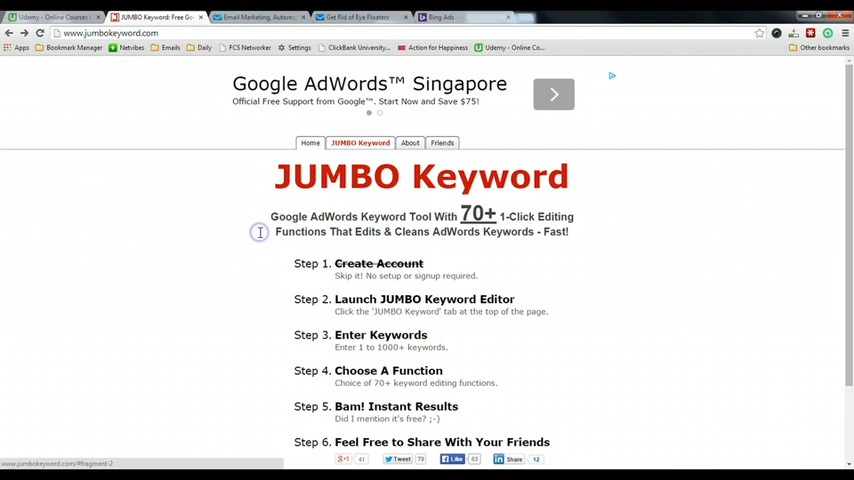 Udemy - Online Courses f
JUMBO Keyword: Free Go
Email Marketing, Autores
Get Rid of Eye Floaters
Bing Ads
www.jumbokeyword.com
Apps
Bookmark Manager
Netvibes
Emails
Daily
FCS Networker
Settings
ClickBank University...
Action for Happiness
Udemy - Online Co...
Other bookmarks
Google AdWords™ Singapore
Official Free Support from Google™. Start Now and Save $75!
Home
JUMBO Keyword
About
Friends
JUMBO Keyword
Google AdWords Keyword Tool With 70+ 1-Click Editing
Functions That Edits & Cleans AdWords Keywords - Fast!
Step 1. Create Account
Skip it! No setup or signup required.
Step 2. Launch JUMBO Keyword Editor
Click the 'JUMBO Keyword' tab at the top of the page.
Step 3. Enter Keywords
Enter 1 to 1000+ keywords.
Step 4. Choose A Function
Choice of 70+ keyword editing functions.
Step 5. Bam! Instant Results
Did I mention it's free? ;-)
Step 6. Feel Free to Share With Your Friends
g+1 41 Tweet 79 Like 63 in Share 12
www.jumbokeyword.com/#fragment-2